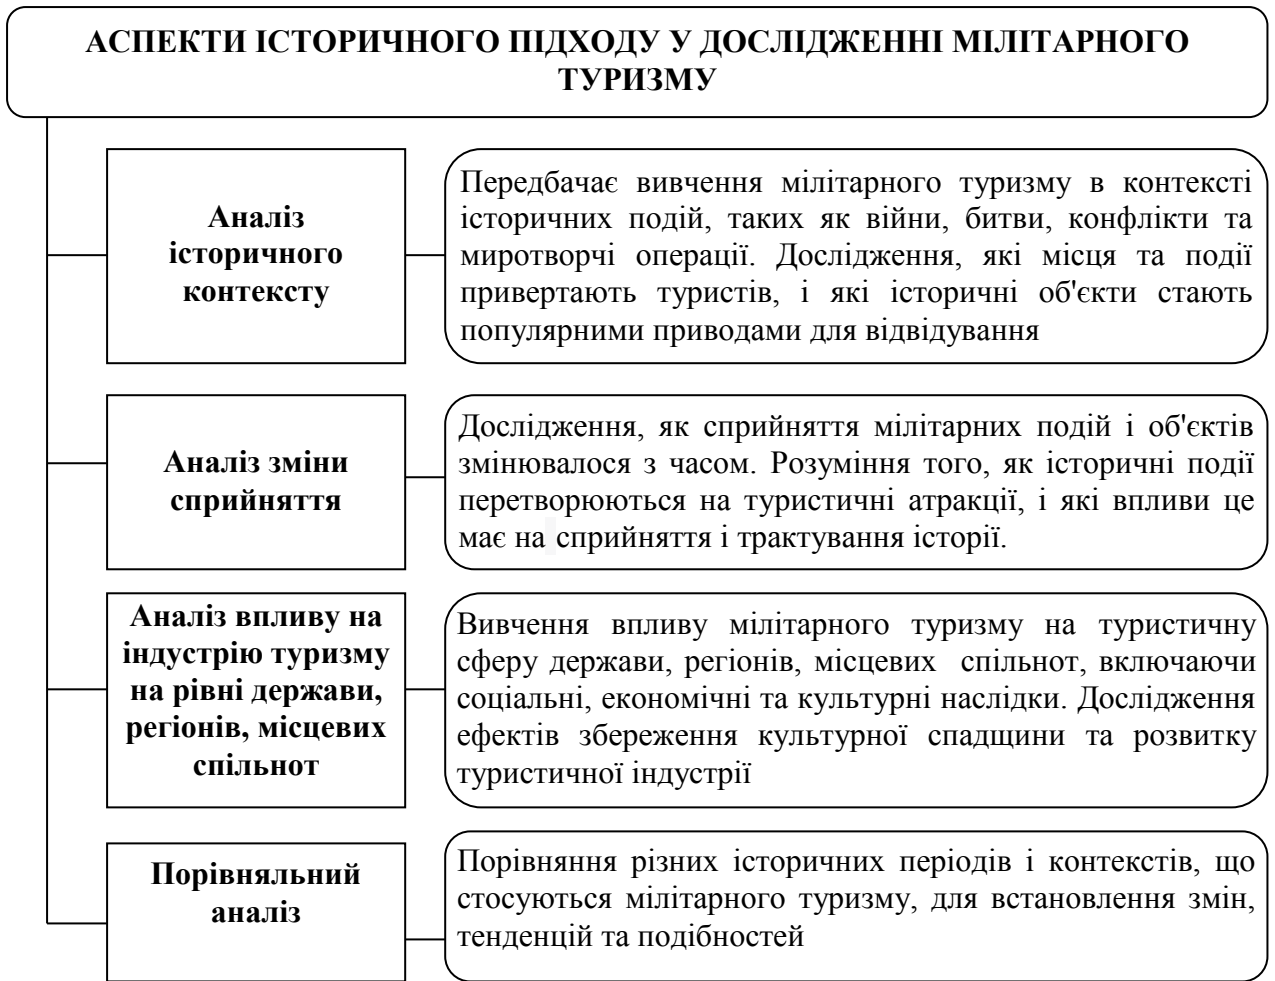 АСПЕКТИ ІСТОРИЧНОГО ПІДХОДУ У ДОСЛІДЖЕННІ МІЛІТАРНОГО
ТУРИЗМУ
Аналіз
історичного
контексту
Передбачає вивчення мілітарного туризму в контексті
історичних подій, таких як війни, битви, конфлікти та
миротворчі операції. Дослідження, які місця та події
привертають туристів, і які історичні об'єкти стають
популярними приводами для відвідування
Аналіз зміни
сприйняття
Дослідження, як сприйняття мілітарних подій і об'єктів
змінювалося з часом. Розуміння того, як історичні події
перетворюються на туристичні атракції, і які впливи це
має на сприйняття і трактування історії.
Аналіз впливу на
індустрію туризму
на рівні держави,
регіонів, місцевих
спільнот
Вивчення впливу мілітарного туризму на туристичну
сферу держави, регіонів, місцевих спільнот, включаючи
соціальні, економічні та культурні наслідки. Дослідження
ефектів збереження культурної спадщини та розвитку
туристичної індустрії
Порівняльний
аналіз
Порівняння різних історичних періодів і контекстів, що
стосуються мілітарного туризму, для встановлення змін,
тенденцій та подібностей